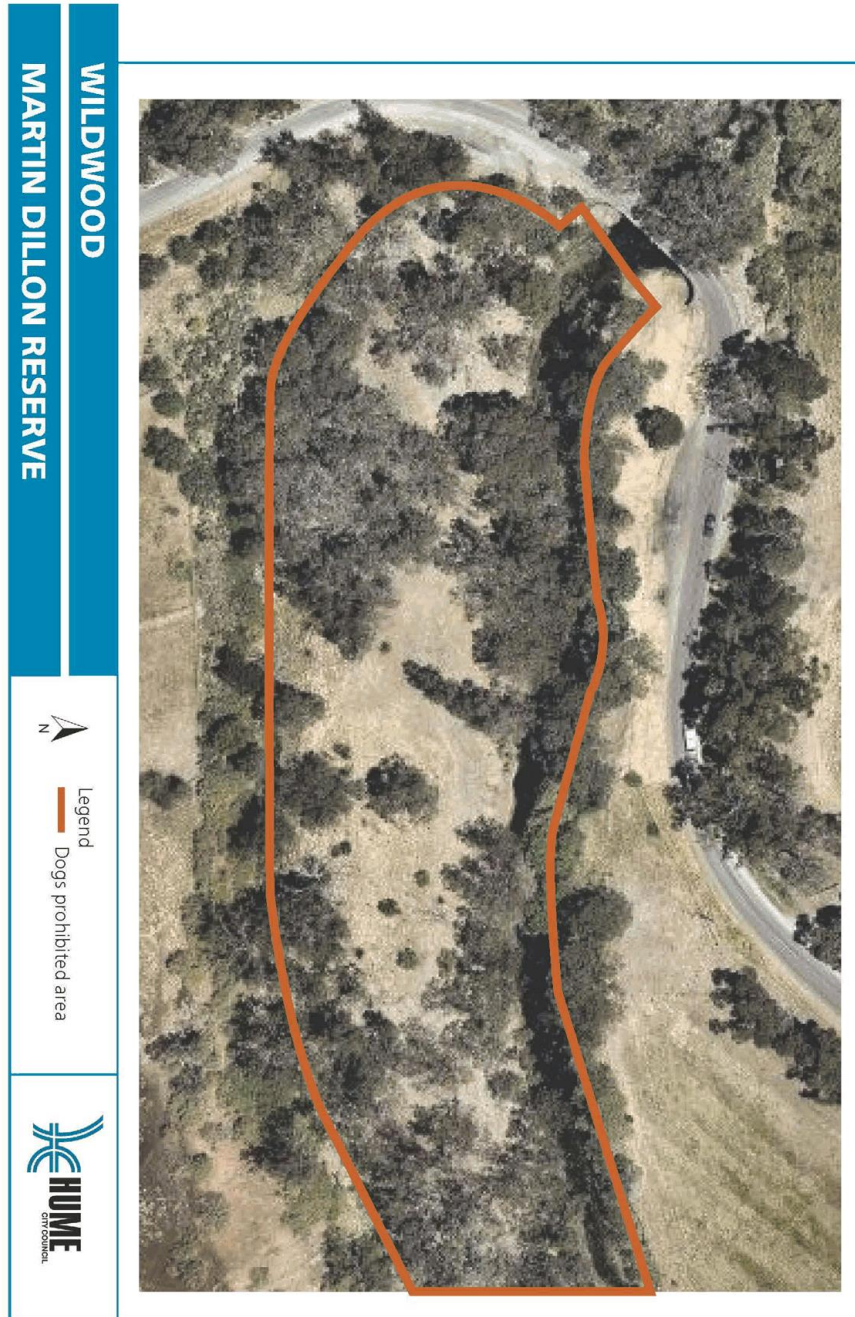 WILDWOOD
MARTIN DILLON RESERVE
N
Legend
Dogs prohibited area
HUME
CITY COUNCIL